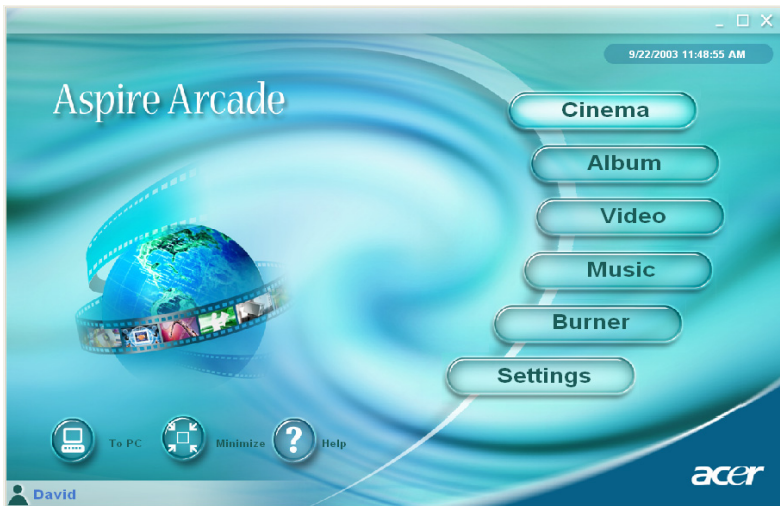 9/22/2003 11:48:55 AM
Aspire Arcade
Cinema
Album
Video
Music
Burner
Settings
To PC
Minimize
Help
acer
David